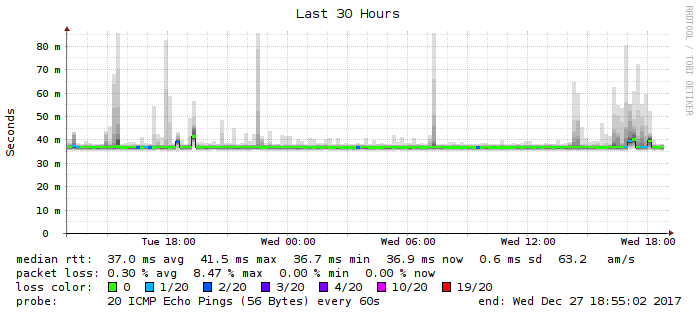 Last 30 Hours
RRDTOOL / TOBI OETIKER
Seconds
80 m
70 m
60 m
50 m
40 m
30 m
20 m
10 m
0
Tue 18:00 Wed 00:00 Wed 06:00 Wed 12:00 Wed 18:00
median rtt: 37.0 ms avg 41.5 ms max 36.7 ms min 36.9 ms now 0.6 ms sd 63.2 am/s
packet loss: 0.30 % avg 8.47 % max 0.00 % min 0.00 % now
loss color: 0 1/20 2/20 3/20 4/20 10/20 19/20
probe: 20 ICMP Echo Pings (56 Bytes) every 60s end: Wed Dec 27 18:55:02 2017